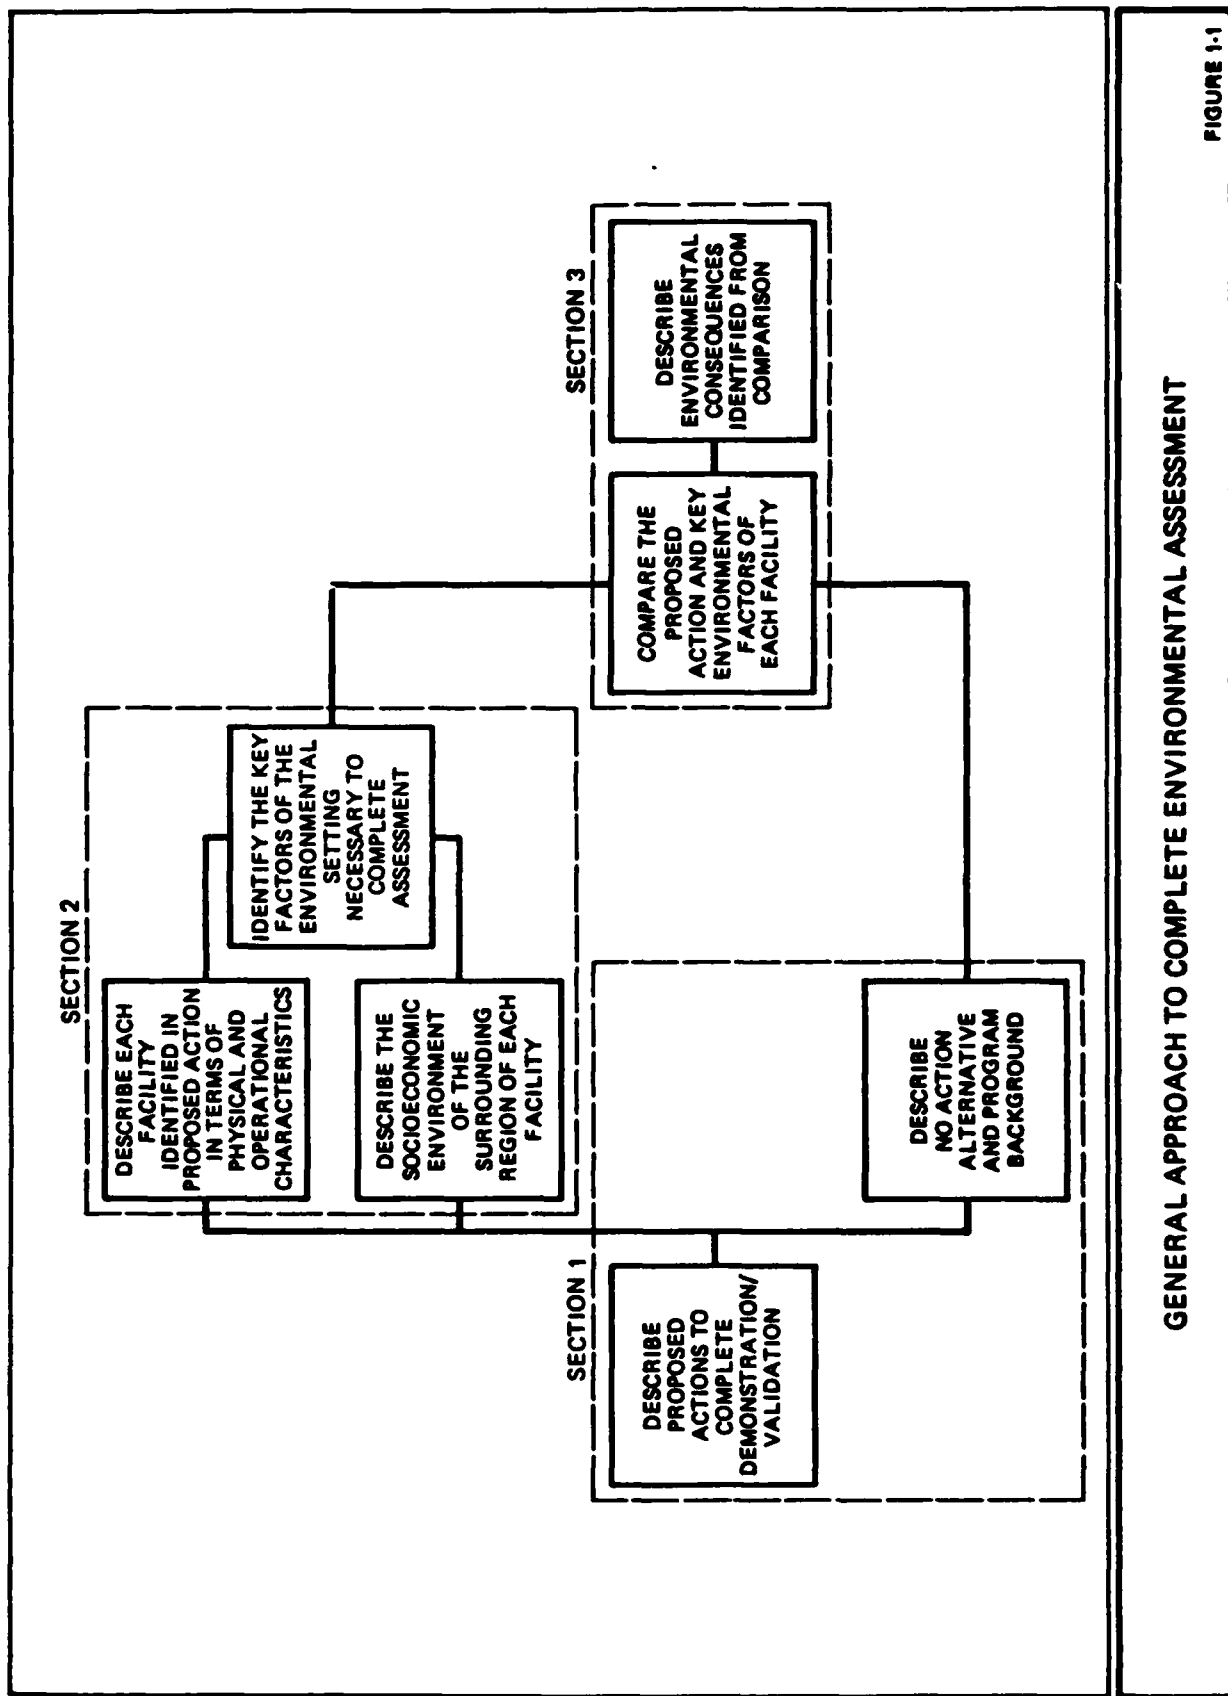 SECTION 1
DESCRIBE
PROPOSED
ACTIONS TO
COMPLETE
DEMONSTRATION/
VALIDATION
DESCRIBE
NO ACTION
ALTERNATIVE
AND PROGRAM
BACKGROUND
SECTION 2
DESCRIBE EACH
FACILITY
IDENTIFIED IN
PROPOSED ACTION
IN TERMS OF
PHYSICAL AND
OPERATIONAL
CHARACTERISTICS
DESCRIBE THE
SOCIOECONOMIC
ENVIRONMENT
OF THE
SURROUNDING
REGION OF EACH
FACILITY
IDENTIFY THE KEY
FACTORS OF THE
ENVIRONMENTAL
SETTING
NECESSARY TO
COMPLETE
ASSESSMENT
SECTION 3
COMPARE THE
PROPOSED
ACTION AND KEY
ENVIRONMENTAL
FACTORS OF
EACH FACILITY
DESCRIBE
ENVIRONMENTAL
CONSEQUENCES
IDENTIFIED FROM
COMPARISON
GENERAL APPROACH TO COMPLETE ENVIRONMENTAL ASSESSMENT
FIGURE 1-1